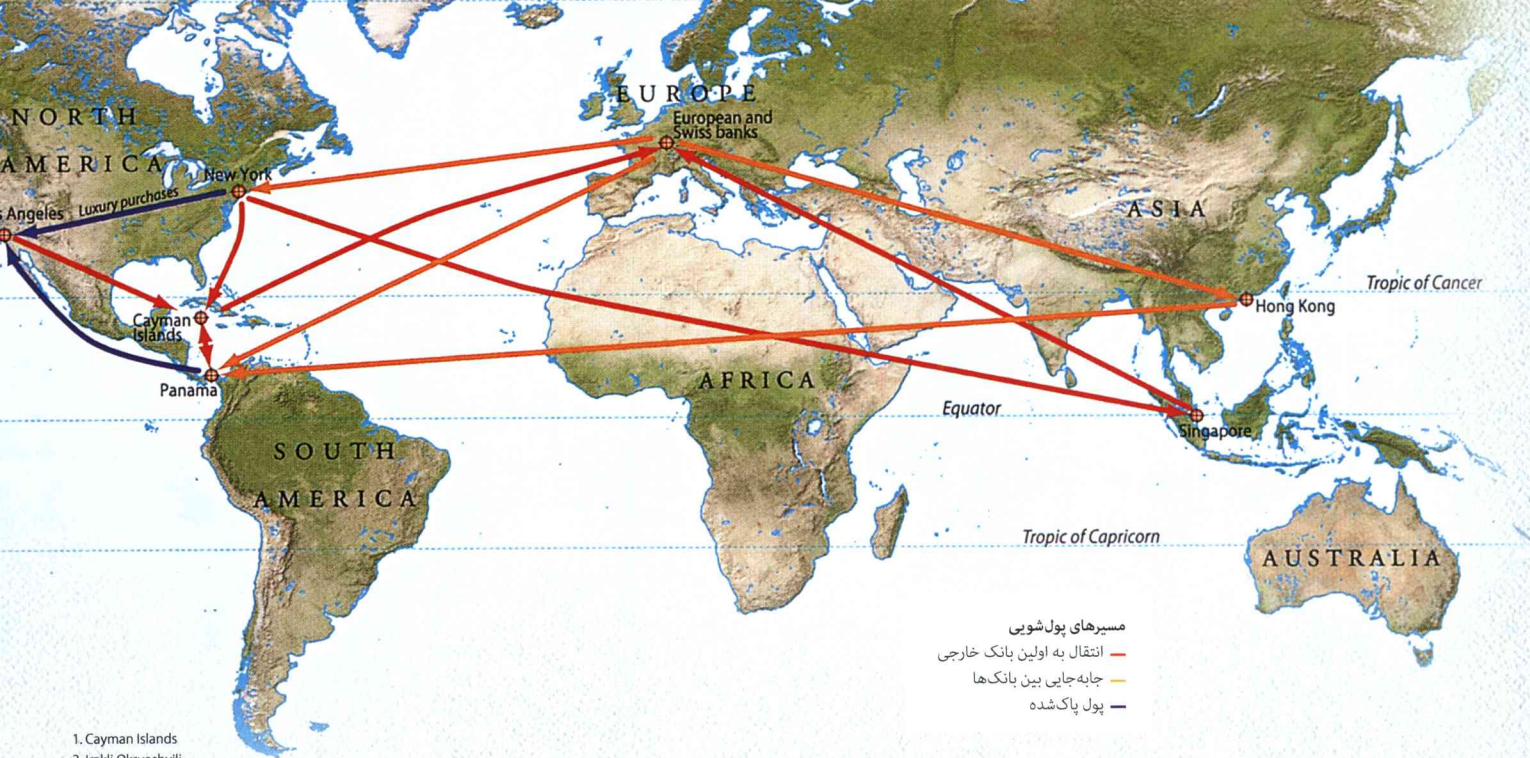 NORTH
AMERICA
EUROPE
European and
Swiss banks
New York
Luxury purchases
s Angeles
ASIA
Tropic of Cancer
Hong Kong
Cayman
Islands
Panama
AFRICA
Equator
Singapore
SOUTH
AMERICA
Tropic of Capricorn
AUSTRALIA
مسیرهای پول‌شویی
انتقال به اولین بانک خارجی
جابه‌جایی بین بانک‌ها
پول پاک‌شده
1. Cayman Islands